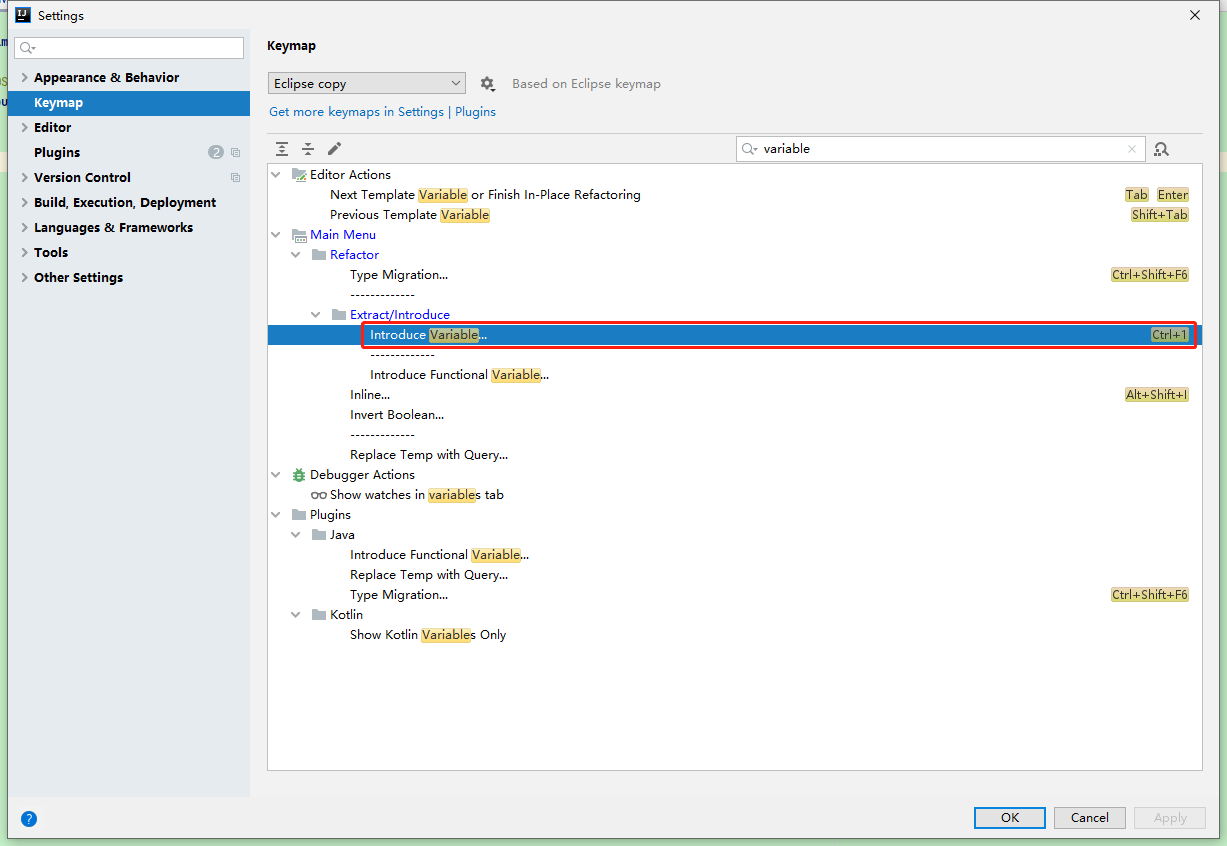 Settings
Keymap
Appearance & Behavior
Keymap
Editor
Plugins 2
Version Control
Build, Execution, Deployment
Languages & Frameworks
Tools
Other Settings
Eclipse copy Based on Eclipse keymap
Get more keymaps in Settings | Plugins
variable
Editor Actions
Next Template Variable or Finish In-Place Refactoring Tab Enter
Previous Template Variable Shift+Tab
Main Menu
Refactor
Type Migration... Ctrl+Shift+F6
-------------
Extract/Introduce
Introduce Variable... Ctrl+1
-------------
Introduce Functional Variable...
Inline... Alt+Shift+I
Invert Boolean...
-------------
Replace Temp with Query...
Debugger Actions
Show watches in variables tab
Plugins
Java
Introduce Functional Variable...
Replace Temp with Query...
Type Migration... Ctrl+Shift+F6
Kotlin
Show Kotlin Variables Only
?
OK Cancel Apply